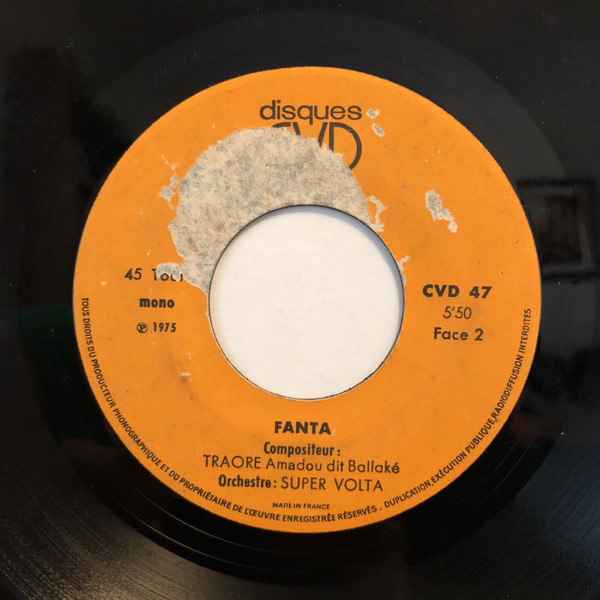 disques
CVD
45
mono
℗ 1975
CVD 47
5'50
Face 2
FANTA
Compositeur :
TRAORE Amadou dit Ballaké
Orchestre : SUPER VOLTA
MADE IN FRANCE
TOUS DROITS DU PRODUCTEUR PHONOGRAPHIQUE ET DU PROPRIÉTAIRE DE L'ŒUVRE ENREGISTRÉE RÉSERVÉS - DUPLICATION, EXÉCUTION PUBLIQUE, RADIODIFFUSION INTERDITES